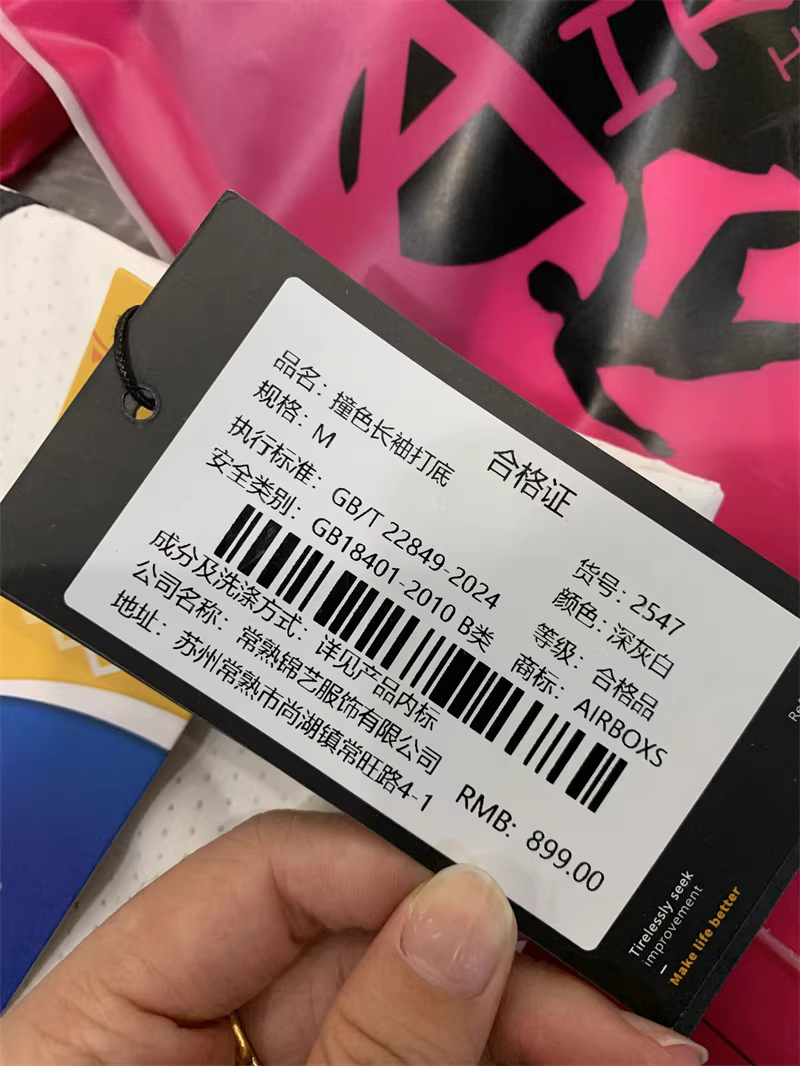 合格证
品名：撞色长袖打底
货号：2547
规格：M
颜色：深灰白
执行标准：GB/T 22849-2024
等级：合格品
安全类别：GB18401-2010 B类
商标：AIRBOXS
成分及洗涤方式：详见产品内标
公司名称：常熟锦艺服饰有限公司
地址：苏州常熟市尚湖镇常旺路4-1
RMB: 899.00
Tirelessly seek
improvement
Make life better